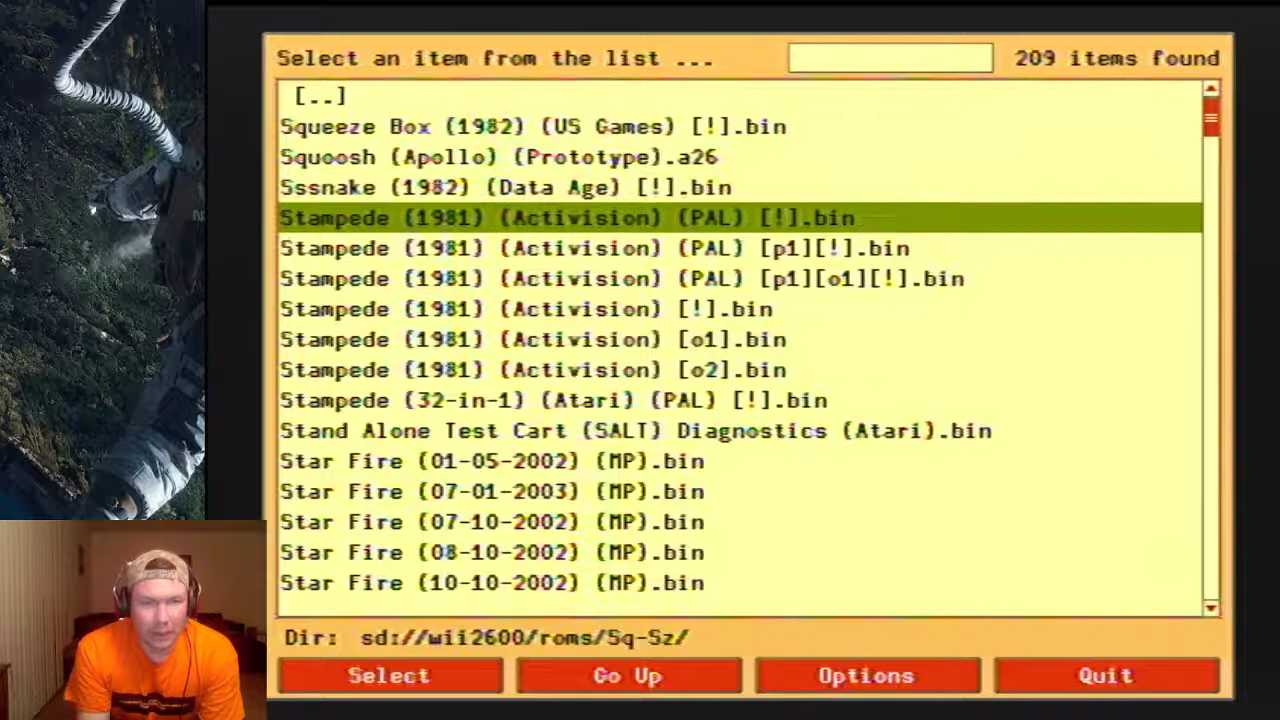 Select an item from the list ... 209 items found
[..]
Squeeze Box (1982) (US Games) [!].bin
Squoosh (Apollo) (Prototype).a26
Sssnake (1982) (Data Age) [!].bin
Stampede (1981) (Activision) (PAL) [!].bin
Stampede (1981) (Activision) (PAL) [p1][!].bin
Stampede (1981) (Activision) (PAL) [p1][o1][!].bin
Stampede (1981) (Activision) [!].bin
Stampede (1981) (Activision) [o1].bin
Stampede (1981) (Activision) [o2].bin
Stampede (32-in-1) (Atari) (PAL) [!].bin
Stand Alone Test Cart (SALT) Diagnostics (Atari).bin
Star Fire (01-05-2002) (MP).bin
Star Fire (07-01-2003) (MP).bin
Star Fire (07-10-2002) (MP).bin
Star Fire (08-10-2002) (MP).bin
Star Fire (10-10-2002) (MP).bin
Dir: sd://wii2600/roms/Sq-Sz/
Select Go Up Options Quit